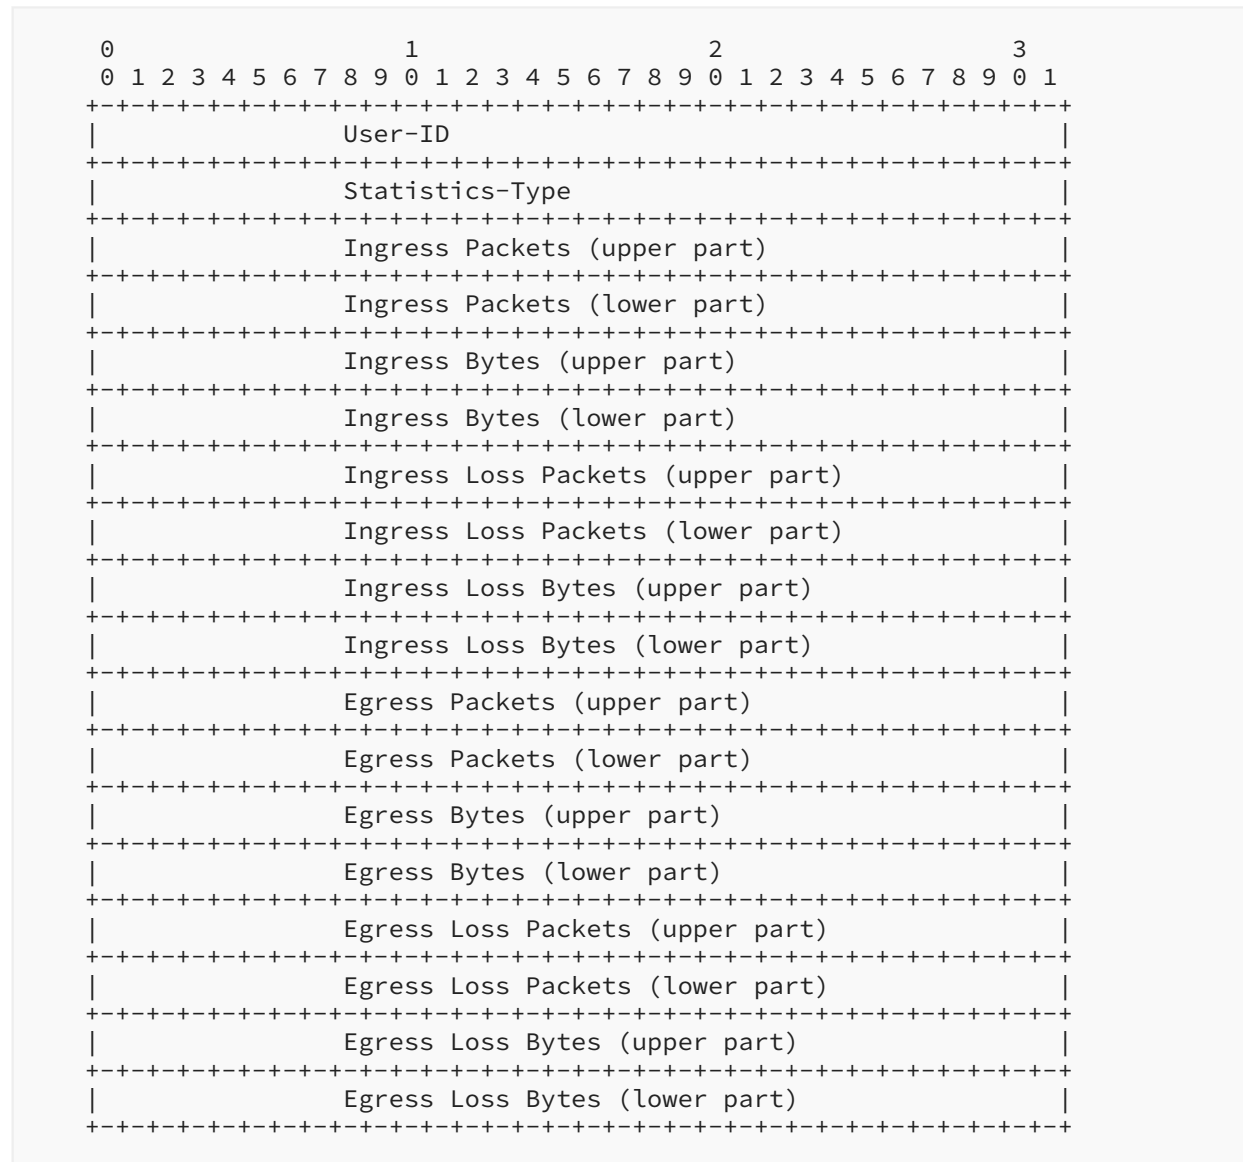 0                   1                   2                   3
 0 1 2 3 4 5 6 7 8 9 0 1 2 3 4 5 6 7 8 9 0 1 2 3 4 5 6 7 8 9 0 1
+-+-+-+-+-+-+-+-+-+-+-+-+-+-+-+-+-+-+-+-+-+-+-+-+-+-+-+-+-+-+-+-+
|                User-ID                                        |
+-+-+-+-+-+-+-+-+-+-+-+-+-+-+-+-+-+-+-+-+-+-+-+-+-+-+-+-+-+-+-+-+
|                Statistics-Type                                |
+-+-+-+-+-+-+-+-+-+-+-+-+-+-+-+-+-+-+-+-+-+-+-+-+-+-+-+-+-+-+-+-+
|                Ingress Packets (upper part)                   |
+-+-+-+-+-+-+-+-+-+-+-+-+-+-+-+-+-+-+-+-+-+-+-+-+-+-+-+-+-+-+-+-+
|                Ingress Packets (lower part)                   |
+-+-+-+-+-+-+-+-+-+-+-+-+-+-+-+-+-+-+-+-+-+-+-+-+-+-+-+-+-+-+-+-+
|                Ingress Bytes (upper part)                     |
+-+-+-+-+-+-+-+-+-+-+-+-+-+-+-+-+-+-+-+-+-+-+-+-+-+-+-+-+-+-+-+-+
|                Ingress Bytes (lower part)                     |
+-+-+-+-+-+-+-+-+-+-+-+-+-+-+-+-+-+-+-+-+-+-+-+-+-+-+-+-+-+-+-+-+
|                Ingress Loss Packets (upper part)              |
+-+-+-+-+-+-+-+-+-+-+-+-+-+-+-+-+-+-+-+-+-+-+-+-+-+-+-+-+-+-+-+-+
|                Ingress Loss Packets (lower part)              |
+-+-+-+-+-+-+-+-+-+-+-+-+-+-+-+-+-+-+-+-+-+-+-+-+-+-+-+-+-+-+-+-+
|                Ingress Loss Bytes (upper part)                |
+-+-+-+-+-+-+-+-+-+-+-+-+-+-+-+-+-+-+-+-+-+-+-+-+-+-+-+-+-+-+-+-+
|                Ingress Loss Bytes (lower part)                |
+-+-+-+-+-+-+-+-+-+-+-+-+-+-+-+-+-+-+-+-+-+-+-+-+-+-+-+-+-+-+-+-+
|                Egress Packets (upper part)                    |
+-+-+-+-+-+-+-+-+-+-+-+-+-+-+-+-+-+-+-+-+-+-+-+-+-+-+-+-+-+-+-+-+
|                Egress Packets (lower part)                    |
+-+-+-+-+-+-+-+-+-+-+-+-+-+-+-+-+-+-+-+-+-+-+-+-+-+-+-+-+-+-+-+-+
|                Egress Bytes (upper part)                      |
+-+-+-+-+-+-+-+-+-+-+-+-+-+-+-+-+-+-+-+-+-+-+-+-+-+-+-+-+-+-+-+-+
|                Egress Bytes (lower part)                      |
+-+-+-+-+-+-+-+-+-+-+-+-+-+-+-+-+-+-+-+-+-+-+-+-+-+-+-+-+-+-+-+-+
|                Egress Loss Packets (upper part)               |
+-+-+-+-+-+-+-+-+-+-+-+-+-+-+-+-+-+-+-+-+-+-+-+-+-+-+-+-+-+-+-+-+
|                Egress Loss Packets (lower part)               |
+-+-+-+-+-+-+-+-+-+-+-+-+-+-+-+-+-+-+-+-+-+-+-+-+-+-+-+-+-+-+-+-+
|                Egress Loss Bytes (upper part)                 |
+-+-+-+-+-+-+-+-+-+-+-+-+-+-+-+-+-+-+-+-+-+-+-+-+-+-+-+-+-+-+-+-+
|                Egress Loss Bytes (lower part)                 |
+-+-+-+-+-+-+-+-+-+-+-+-+-+-+-+-+-+-+-+-+-+-+-+-+-+-+-+-+-+-+-+-+